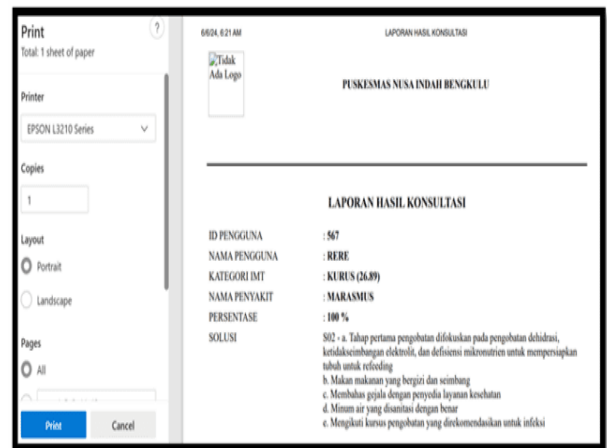 Print
?
Total: 1 sheet of paper
Printer
EPSON L3210 Series
Copies
1
Layout
Portrait
Landscape
Pages
All
Print
Cancel
6/6/24, 6:21 AM
LAPORAN HASIL KONSULTASI
Tidak
Ada Logo
PUSKESMAS NUSA INDAH BENGKULU
LAPORAN HASIL KONSULTASI
ID PENGGUNA : 567
NAMA PENGGUNA : RERE
KATEGORI IMT : KURUS (26.89)
NAMA PENYAKIT : MARASMUS
PERSENTASE : 100 %
SOLUSI S02 - a. Tahap pertama pengobatan difokuskan pada pengobatan dehidrasi,
ketidakseimbangan elektrolit, dan defisiensi mikronutrien untuk mempersiapkan
tubuh untuk refeeding
b. Makan makanan yang bergizi dan seimbang
c. Membahas gejala dengan penyedia layanan kesehatan
d. Minum air yang disanitasi dengan benar
e. Mengikuti kursus pengobatan yang direkomendasikan untuk infeksi